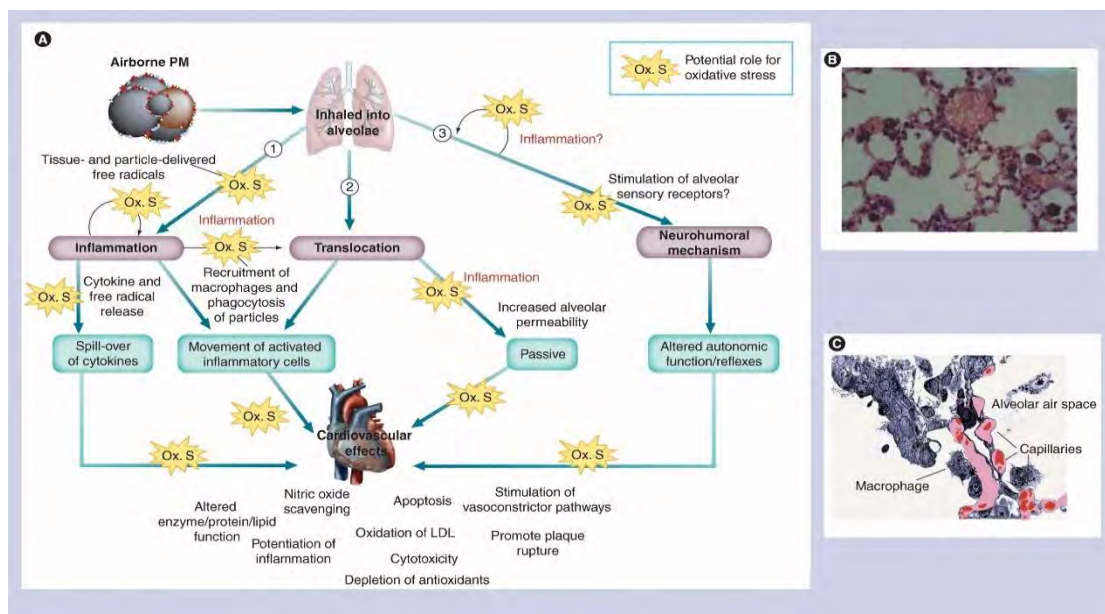 A
Airborne PM
Ox. S
Potential role for
oxidative stress
Inhaled into
alveolae
Ox. S
3
Inflammation?
1
Tissue- and particle-delivered
free radicals
Ox. S
2
Stimulation of alveolar
sensory receptors?
Ox. S
Ox. S
Inflammation
Inflammation
Ox. S
Translocation
Neurohumoral
mechanism
Recruitment of
macrophages and
phagocytosis
of particles
Cytokine and
free radical
release
Ox. S
Inflammation
Ox. S
Increased alveolar
permeability
Spill-over
of cytokines
Movement of activated
inflammatory cells
Passive
Altered autonomic
function/reflexes
Ox. S
Ox. S
Cardiovascular
effects
Ox. S
Ox. S
Altered
enzyme/protein/lipid
function
Nitric oxide
scavenging
Potentiation of
inflammation
Apoptosis
Oxidation of LDL
Cytotoxicity
Depletion of antioxidants
Stimulation of
vasoconstrictor pathways
Promote plaque
rupture
B
C
Alveolar air space
Capillaries
Macrophage